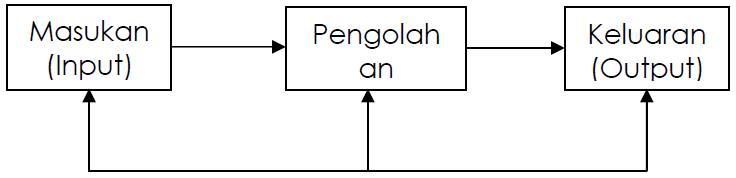 Masukan
(Input)
Pengolah
an
Keluaran
(Output)